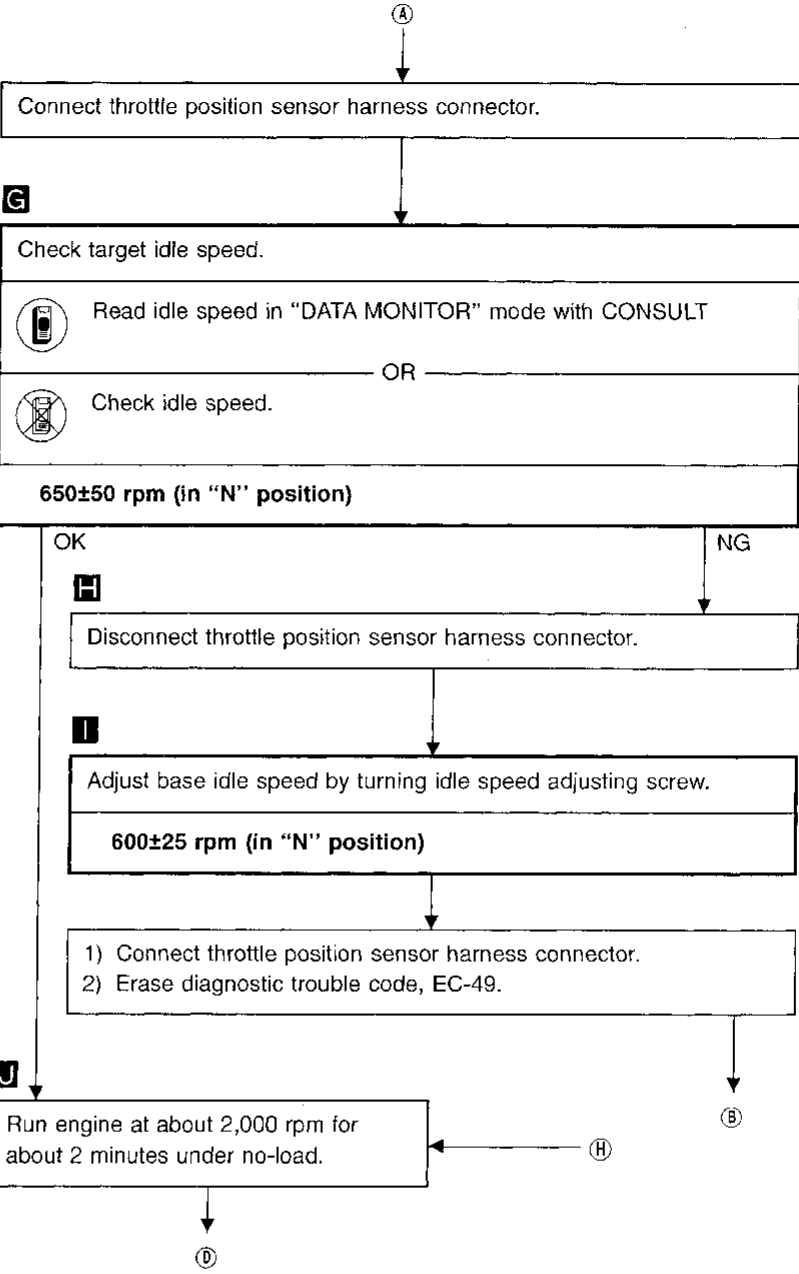 A
Connect throttle position sensor harness connector.
G
Check target idle speed.
Read idle speed in “DATA MONITOR” mode with CONSULT
OR
Check idle speed.
650±50 rpm (in “N” position)
OK
NG
H
Disconnect throttle position sensor harness connector.
I
Adjust base idle speed by turning idle speed adjusting screw.
600±25 rpm (in “N” position)
1) Connect throttle position sensor harness connector.
2) Erase diagnostic trouble code, EC-49.
B
J
Run engine at about 2,000 rpm for
about 2 minutes under no-load.
H
D